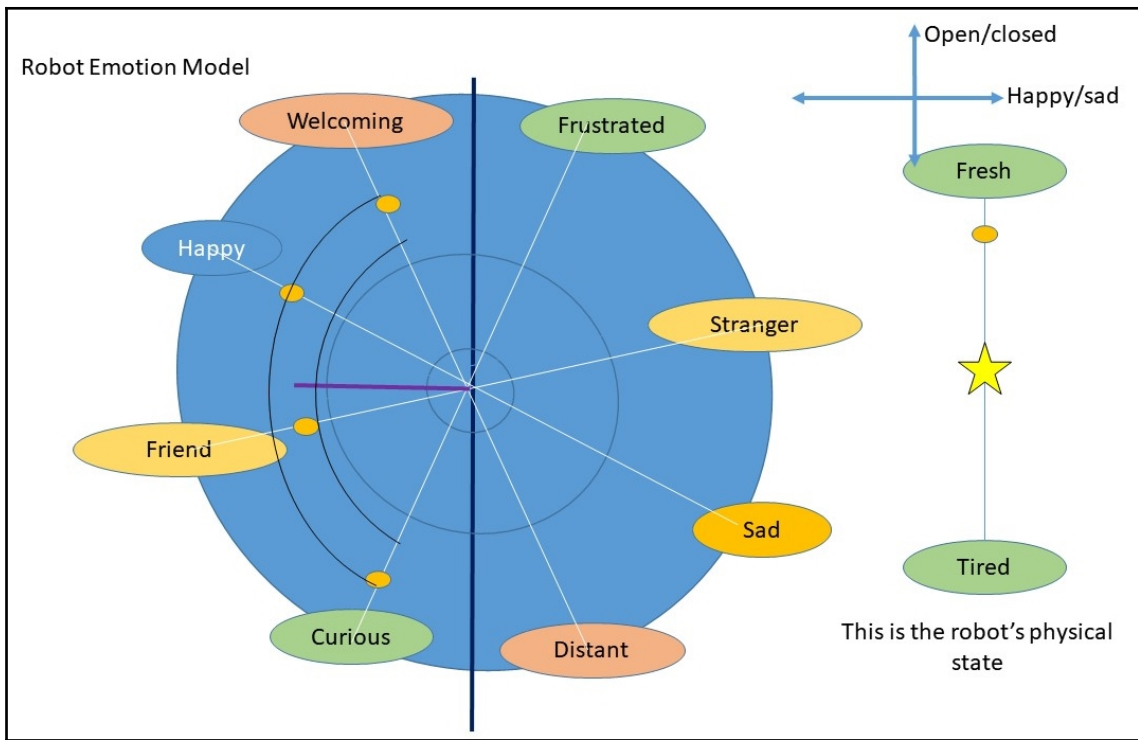 Robot Emotion Model
Open/closed
Happy/sad
Welcoming
Frustrated
Fresh
Happy
Stranger
Friend
Sad
Tired
Curious
Distant
This is the robot's physical
state